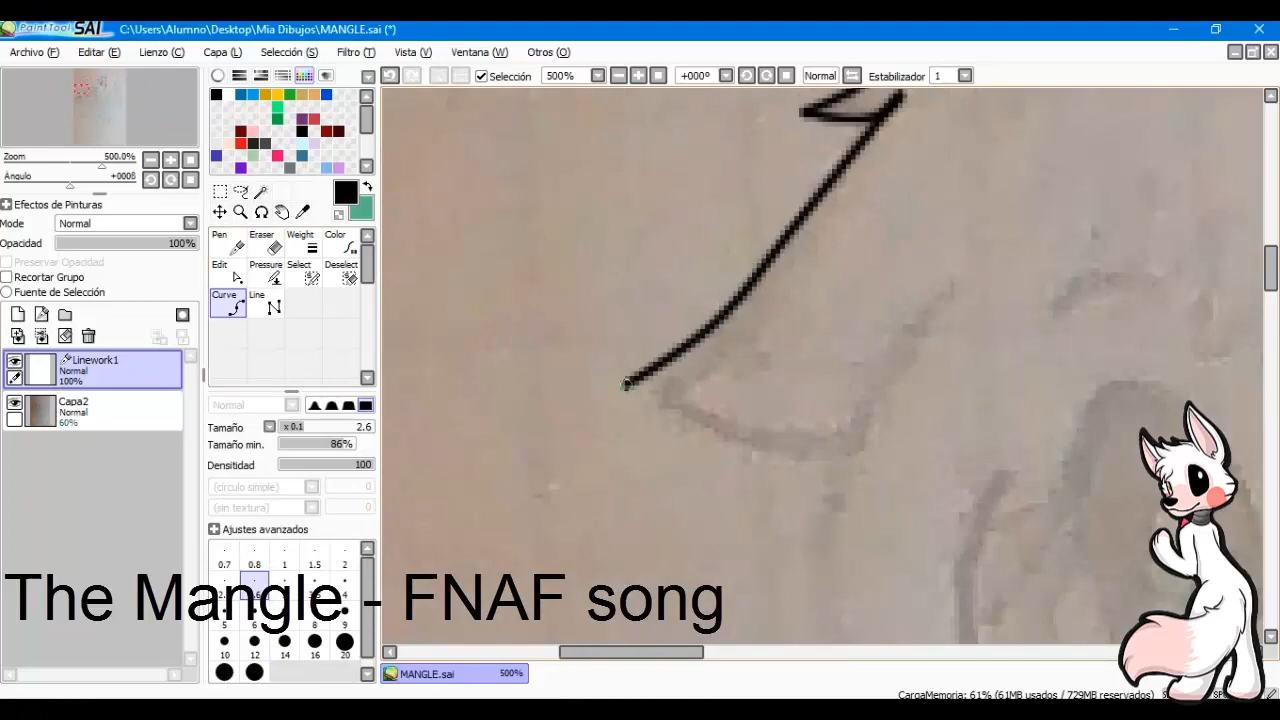 PaintTool SAI C:\Users\Alumno\Desktop\Mia Dibujos\MANGLE.sai (*)
Archivo (F) Editar (E) Lienzo (C) Capa (L) Selección (S) Filtro (T) Vista (V) Ventana (W) Otros (O)
Selección 500% +000º Normal Estabilizador 1
Zoom 500.0%
Ángulo +000ß
Efectos de Pinturas
Mode Normal
Opacidad 100%
Preservar Opacidad
Recortar Grupo
Fuente de Selección
Linework1
Normal
100%
Capa2
Normal
60%
Pen Eraser Weight Color
Edit Pressure Select Deselect
Curve Line
Normal
Tamaño x 0.1 2.6
Tamaño min. 86%
Densitidad 100
(círculo simple) 0
(sin textura) 0
Ajustes avanzados
0.7 0.8 1 1.5 2
The Mangle - FNAF song
5 6 8 9
10 12 14 16 20
MANGLE.sai 500%
CargaMemoria: 61% (61MB usados / 729MB reservados)